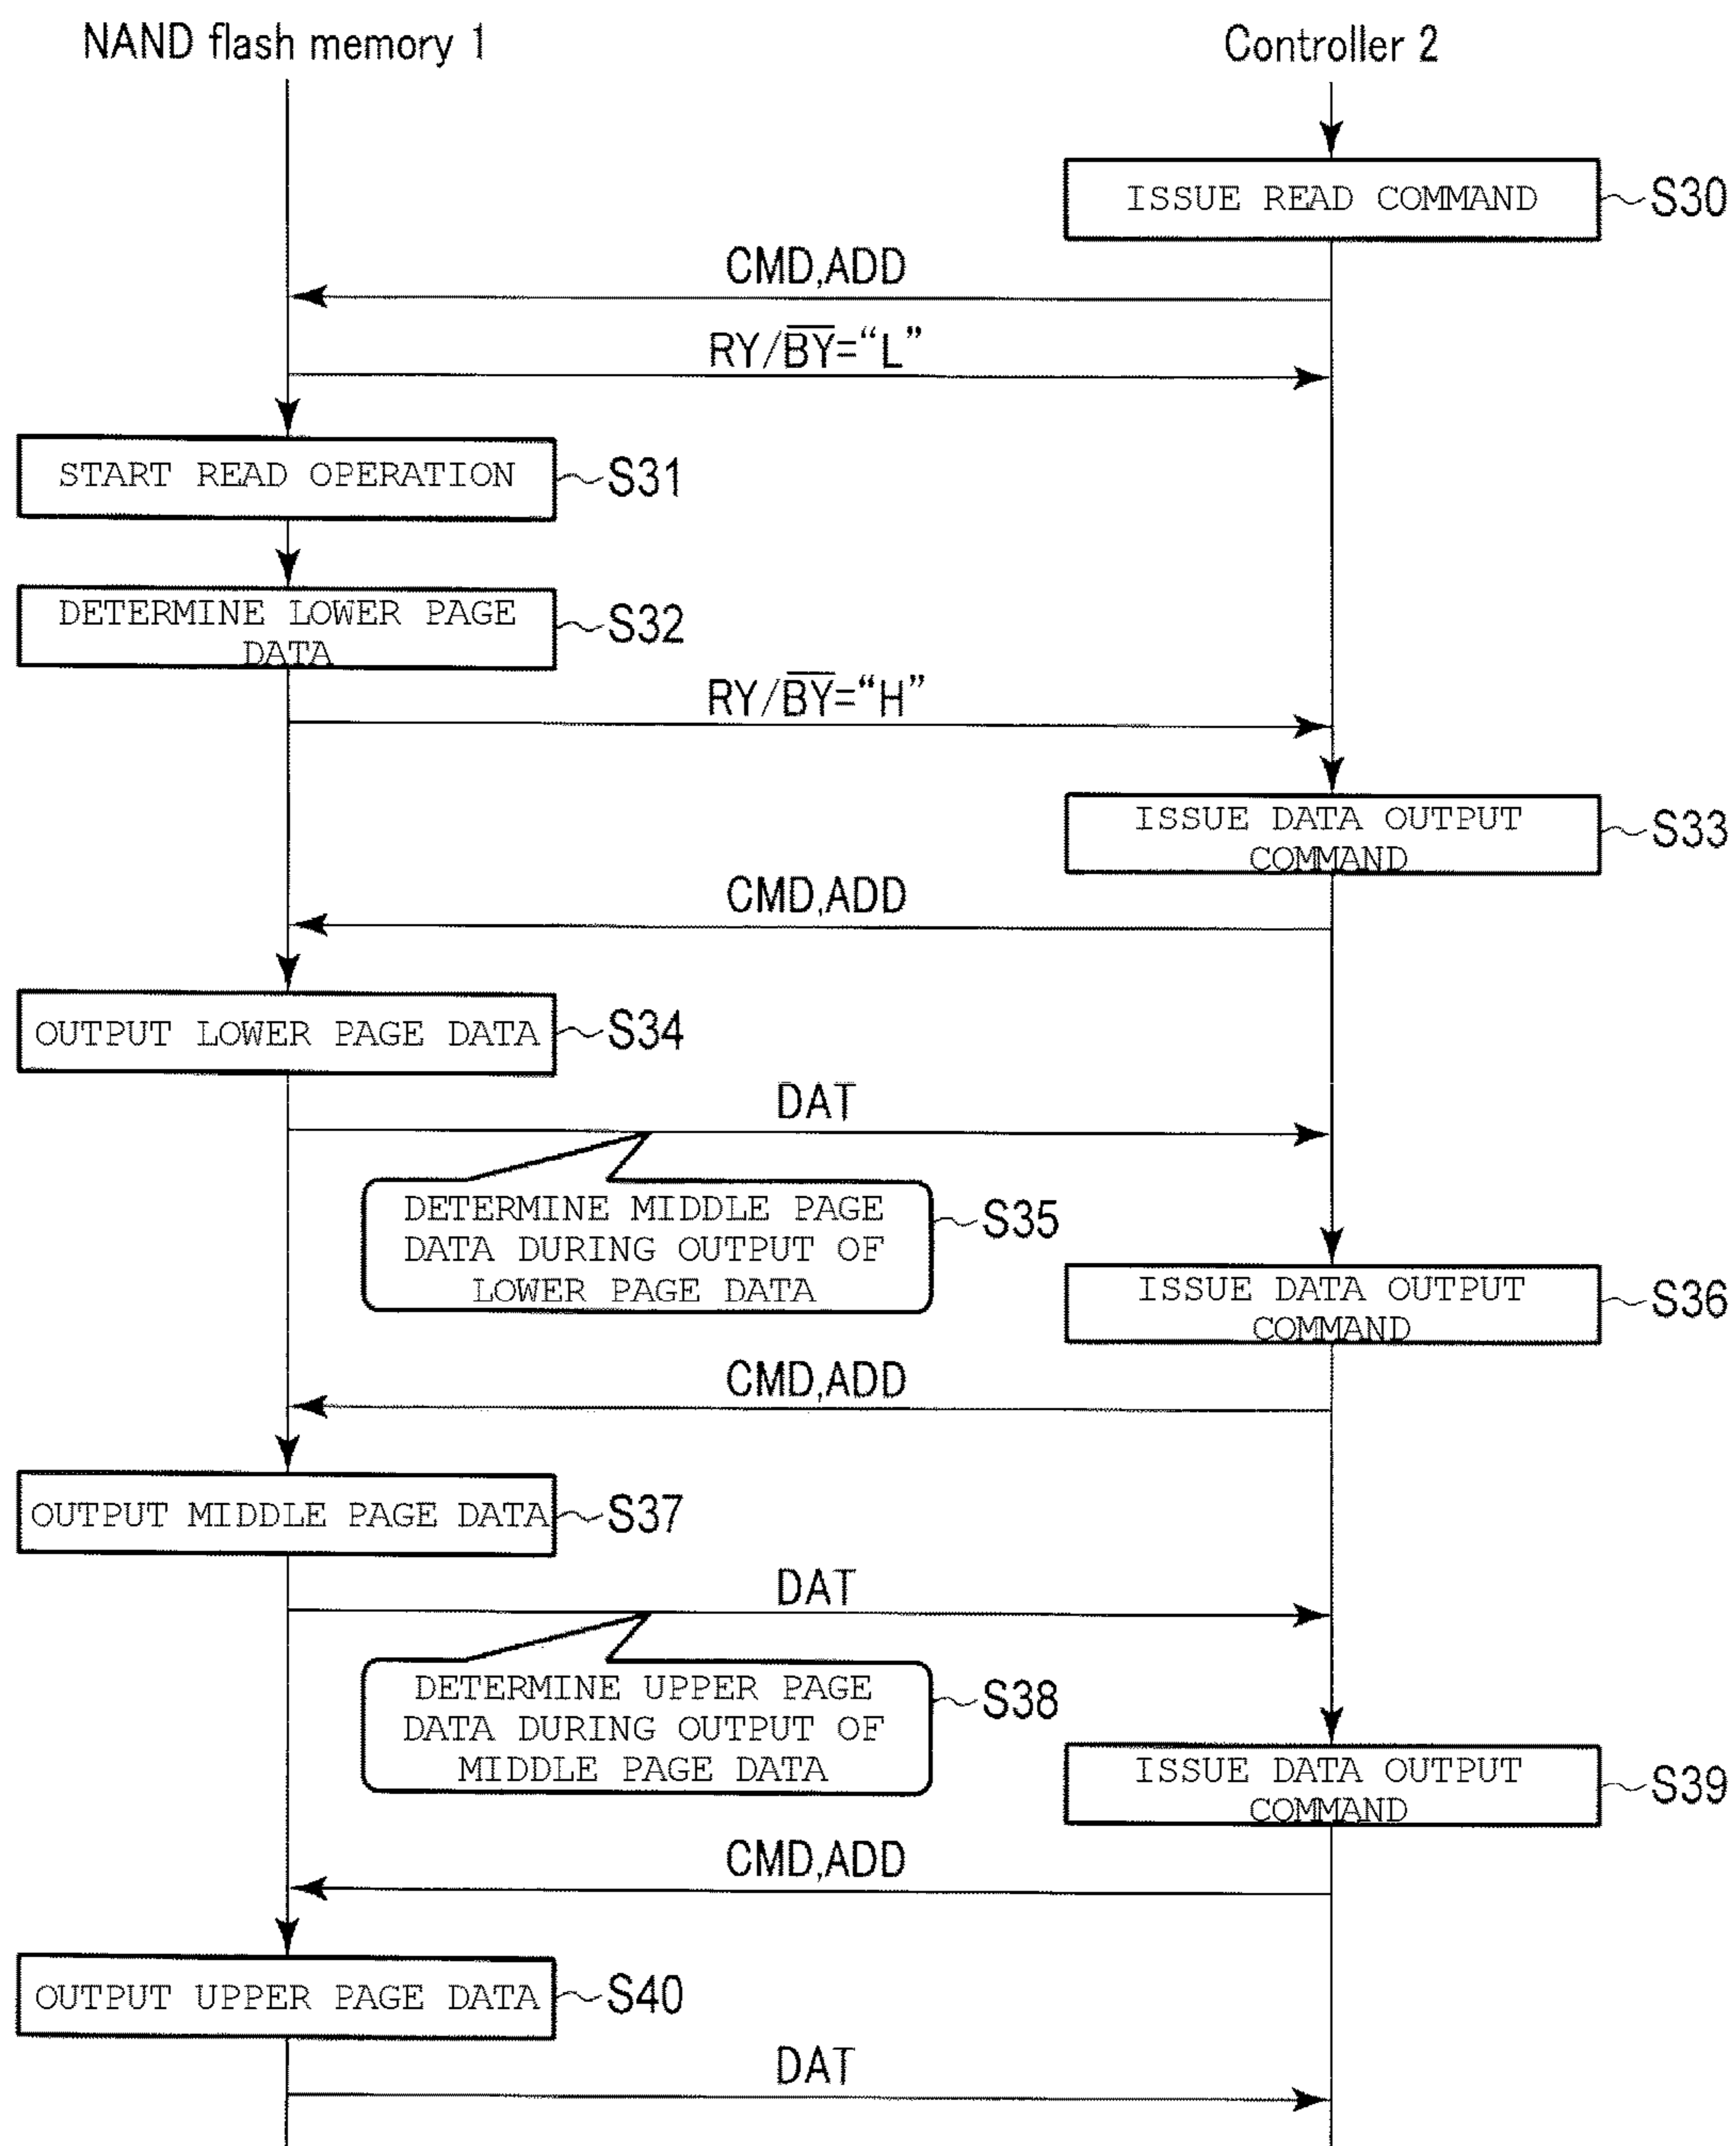 NAND flash memory 1
Controller 2
ISSUE READ COMMAND
S30
CMD,ADD
RY/B̅Y̅="L"
START READ OPERATION
S31
DETERMINE LOWER PAGE
DATA
S32
RY/B̅Y̅="H"
ISSUE DATA OUTPUT
COMMAND
S33
CMD,ADD
OUTPUT LOWER PAGE DATA
S34
DAT
DETERMINE MIDDLE PAGE
DATA DURING OUTPUT OF
LOWER PAGE DATA
S35
ISSUE DATA OUTPUT
COMMAND
S36
CMD,ADD
OUTPUT MIDDLE PAGE DATA
S37
DAT
DETERMINE UPPER PAGE
DATA DURING OUTPUT OF
MIDDLE PAGE DATA
S38
ISSUE DATA OUTPUT
COMMAND
S39
CMD,ADD
OUTPUT UPPER PAGE DATA
S40
DAT